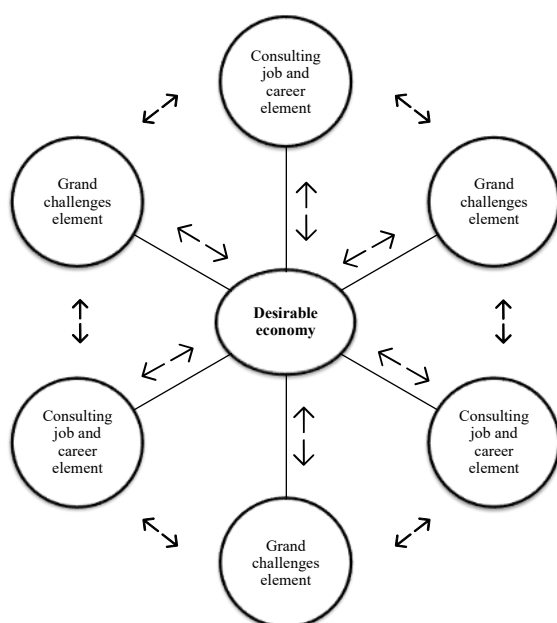 Consulting
job and
career
element
Grand
challenges
element
Grand
challenges
element
Desirable
economy
Consulting
job and
career
element
Consulting
job and
career
element
Grand
challenges
element